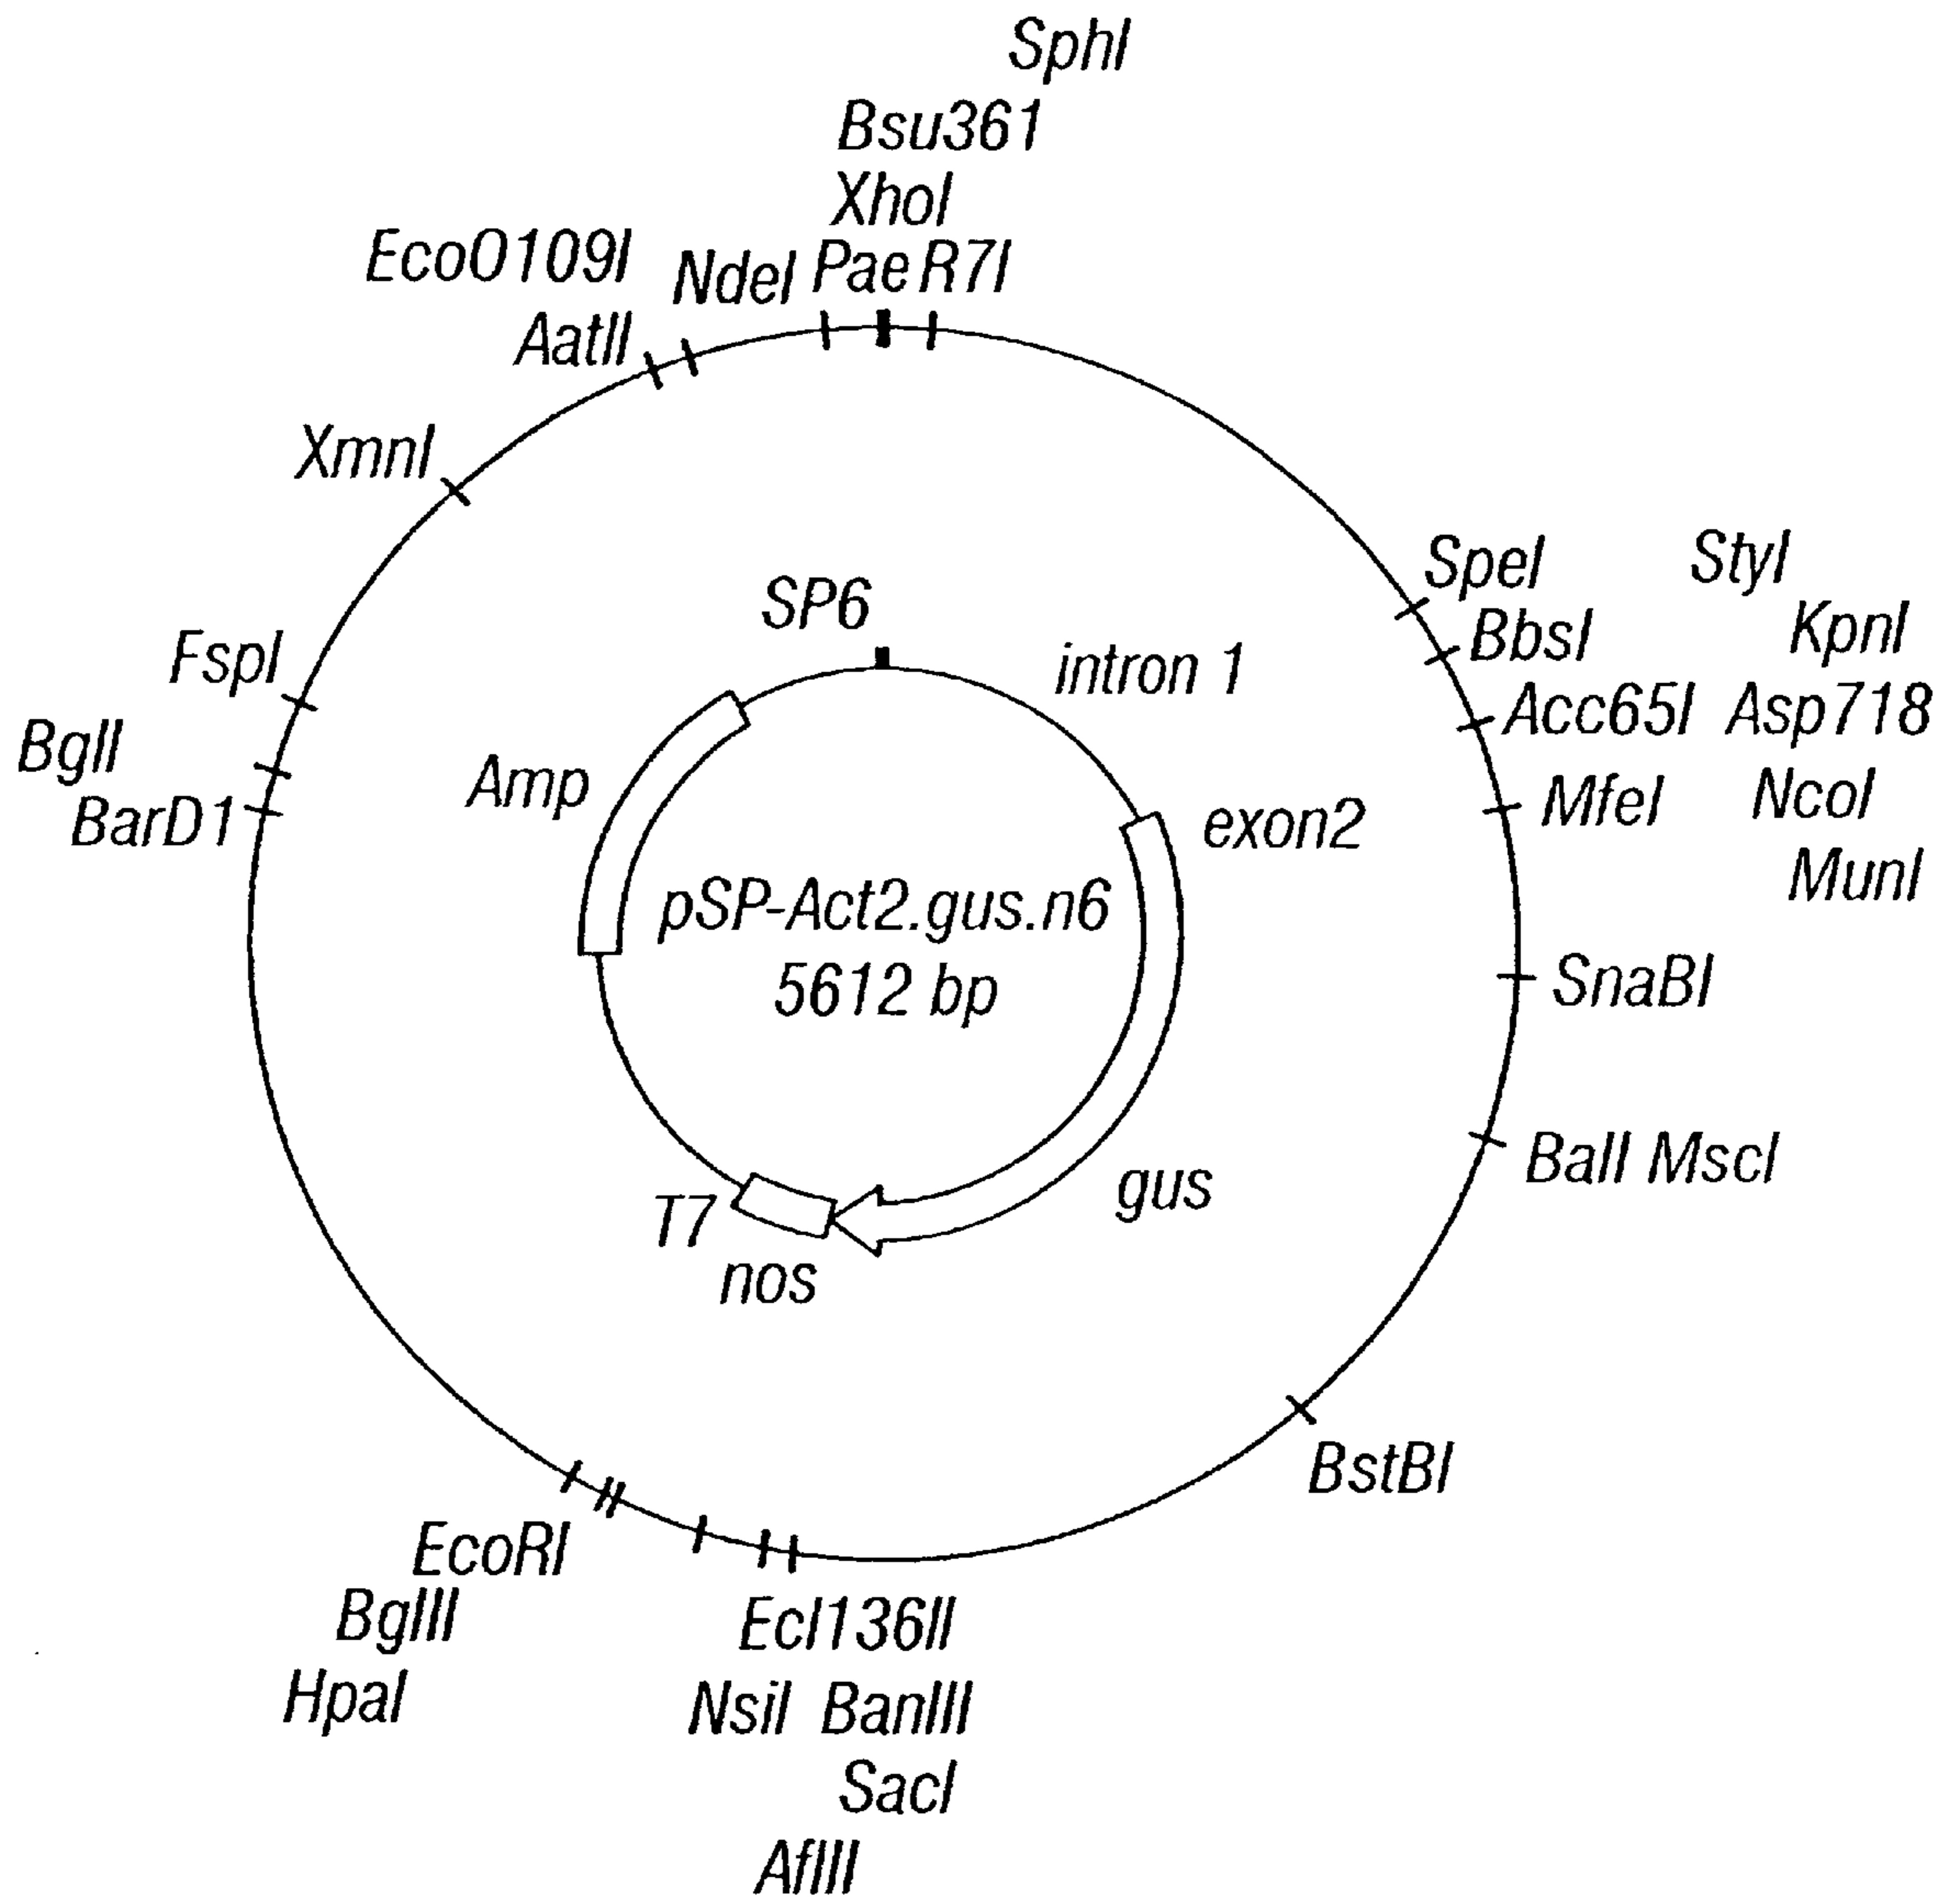 SphI
Bsu361
XhoI
EcoO109I NdeI PaeR7I
AatII
XmnI
SpeI StyI
SP6 BbsI KpnI
FspI intron 1
Acc65I Asp718
BglI
Amp MfeI NcoI
BarD1 exon2
MunI
pSP-Act2.gus.n6
5612 bp SnaBI
BalI MscI
gus
T7
nos
BstBI
EcoRI
BglII Ecl136II
HpaI NsiI BanIII
SacI
AflII